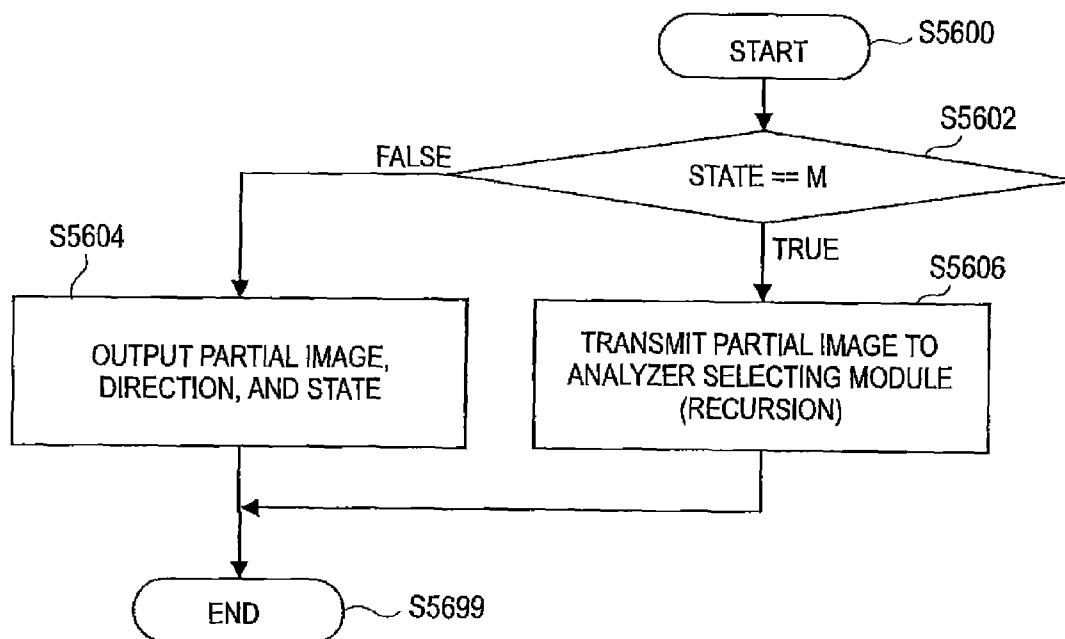 START
S5600
S5602
FALSE
STATE == M
TRUE
S5604
S5606
OUTPUT PARTIAL IMAGE,
DIRECTION, AND STATE
TRANSMIT PARTIAL IMAGE TO
ANALYZER SELECTING MODULE
(RECURSION)
END
S5699